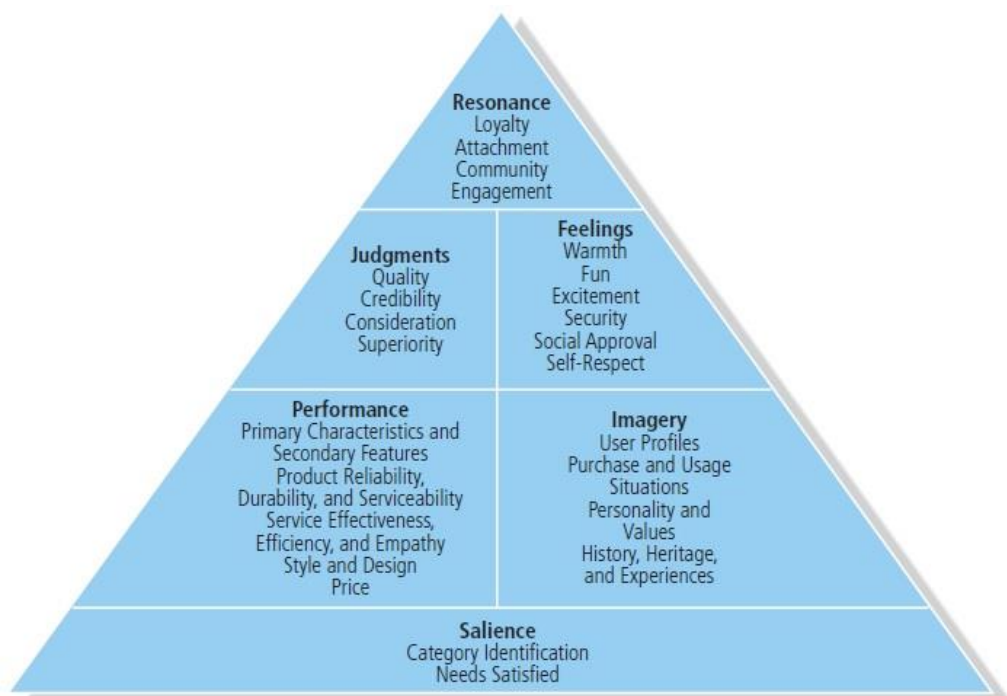 Resonance
Loyalty
Attachment
Community
Engagement
Judgments
Quality
Credibility
Consideration
Superiority
Feelings
Warmth
Fun
Excitement
Security
Social Approval
Self-Respect
Performance
Primary Characteristics and
Secondary Features
Product Reliability,
Durability, and Serviceability
Service Effectiveness,
Efficiency, and Empathy
Style and Design
Price
Imagery
User Profiles
Purchase and Usage
Situations
Personality and
Values
History, Heritage,
and Experiences
Salience
Category Identification
Needs Satisfied